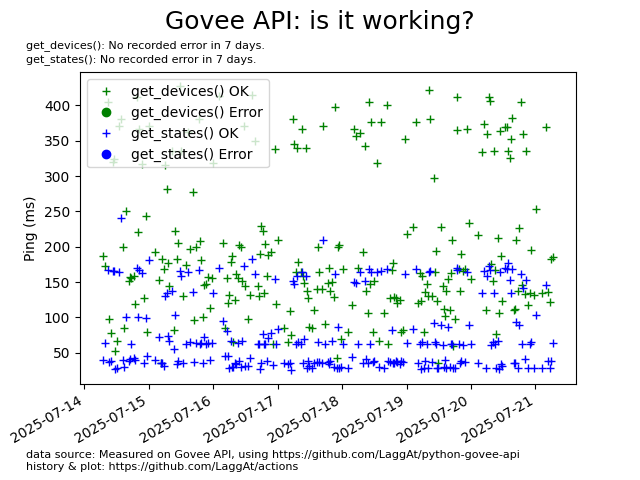 Govee API: is it working?
get_devices(): No recorded error in 7 days.
get_states(): No recorded error in 7 days.
get_devices() OK
get_devices() Error
get_states() OK
get_states() Error
Ping (ms)
400
350
300
250
200
150
100
50
2025-07-14
2025-07-15
2025-07-16
2025-07-17
2025-07-18
2025-07-19
2025-07-20
2025-07-21
data source: Measured on Govee API, using https://github.com/LaggAt/python-govee-api
history & plot: https://github.com/LaggAt/actions